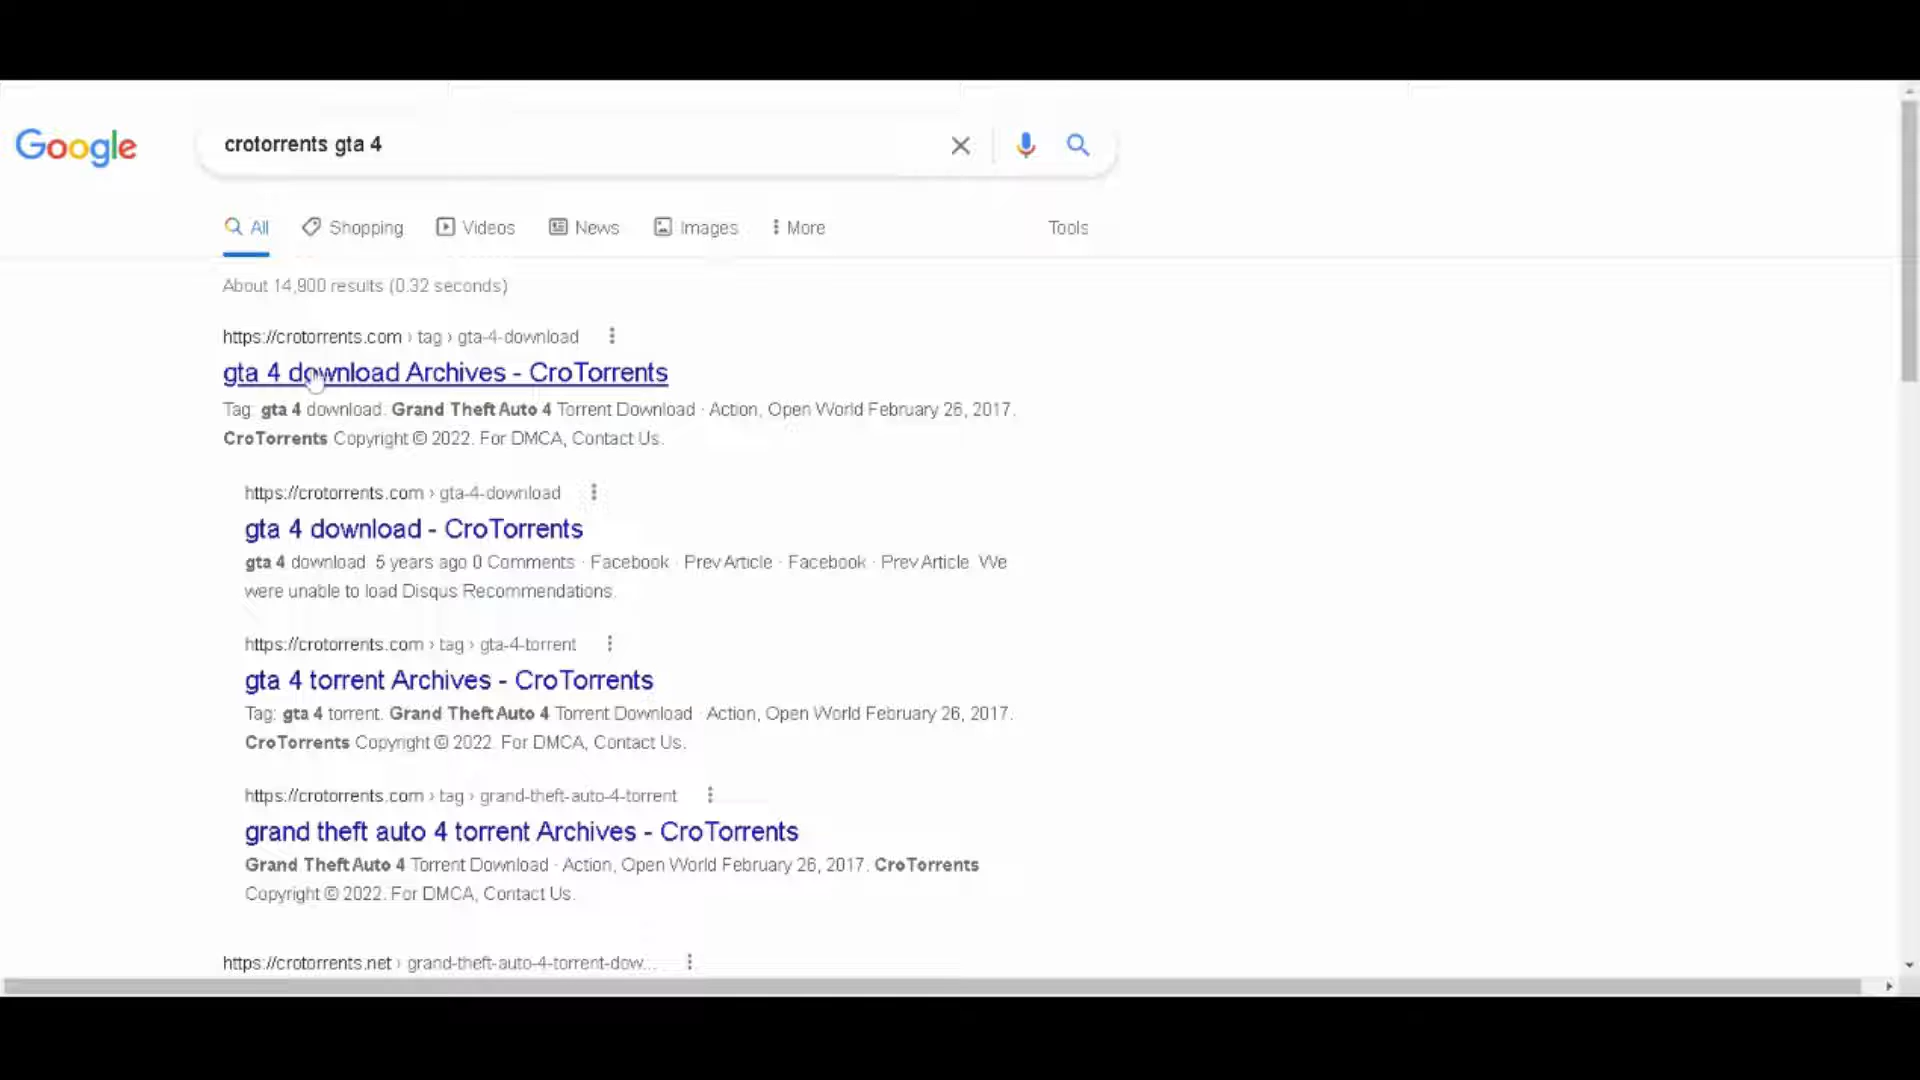 Google
crotorrents gta 4
All Shopping Videos News Images More Tools
About 14,900 results (0.32 seconds)
https://crotorrents.com › tag › gta-4-download
gta 4 download Archives - CroTorrents
Tag: gta 4 download. Grand Theft Auto 4 Torrent Download · Action, Open World February 26, 2017.
CroTorrents Copyright © 2022. For DMCA, Contact Us.
https://crotorrents.com › gta-4-download
gta 4 download - CroTorrents
gta 4 download 5 years ago 0 Comments · Facebook · Prev Article · Facebook · Prev Article We
were unable to load Disqus Recommendations.
https://crotorrents.com › tag › gta-4-torrent
gta 4 torrent Archives - CroTorrents
Tag: gta 4 torrent. Grand Theft Auto 4 Torrent Download · Action, Open World February 26, 2017.
CroTorrents Copyright © 2022. For DMCA, Contact Us.
https://crotorrents.com › tag › grand-theft-auto-4-torrent
grand theft auto 4 torrent Archives - CroTorrents
Grand Theft Auto 4 Torrent Download · Action, Open World February 26, 2017. CroTorrents
Copyright © 2022. For DMCA, Contact Us.
https://crotorrents.net › grand-theft-auto-4-torrent-dow...